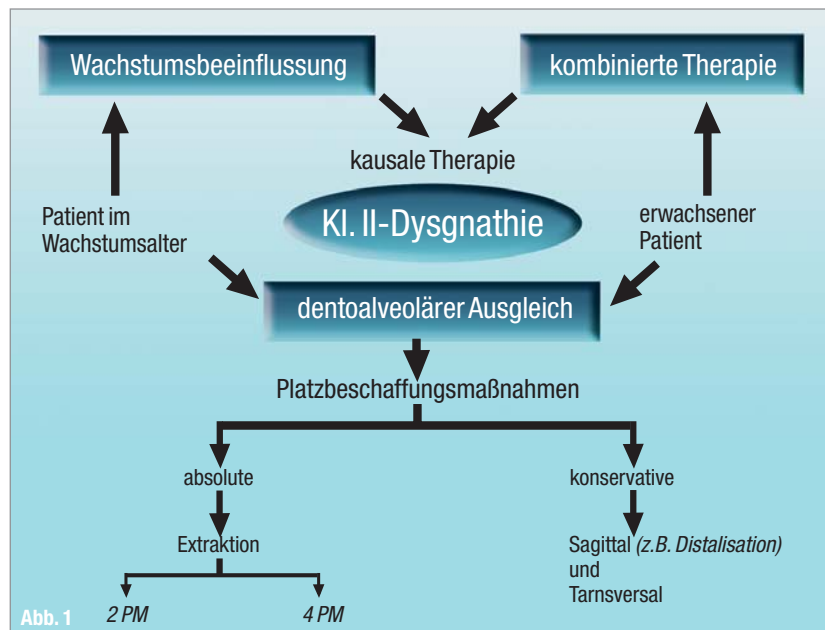 Wachstumsbeeinflussung
kombinierte Therapie
kausale Therapie
Kl. II-Dysgnathie
Patient im
Wachstumsalter
erwachsener
Patient
dentoalveolärer Ausgleich
Platzbeschaffungsmaßnahmen
absolute
konservative
Extraktion
Sagittal (z.B. Distalisation)
und
Tarnsversal
2 PM
4 PM
Abb. 1